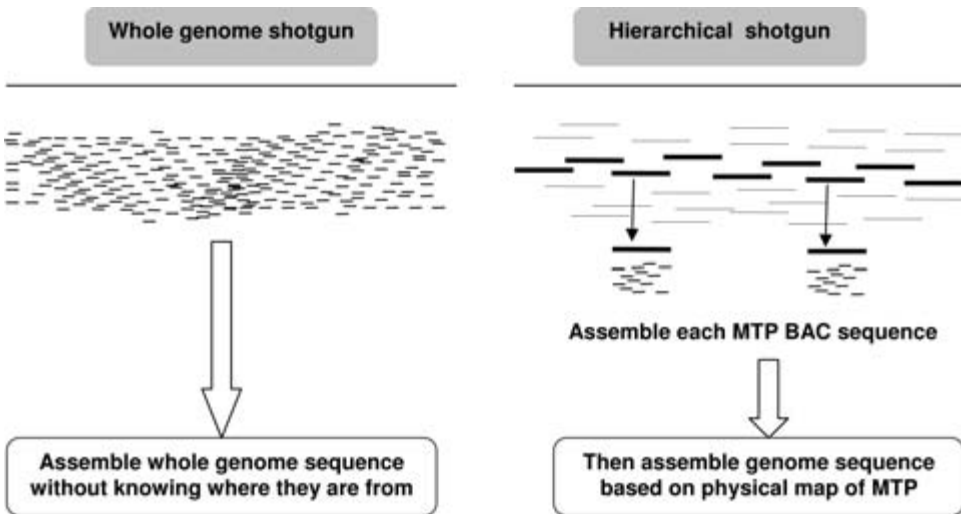 Whole genome shotgun
Hierarchical shotgun
Assemble each MTP BAC sequence
Assemble whole genome sequence
without knowing where they are from
Then assemble genome sequence
based on physical map of MTP